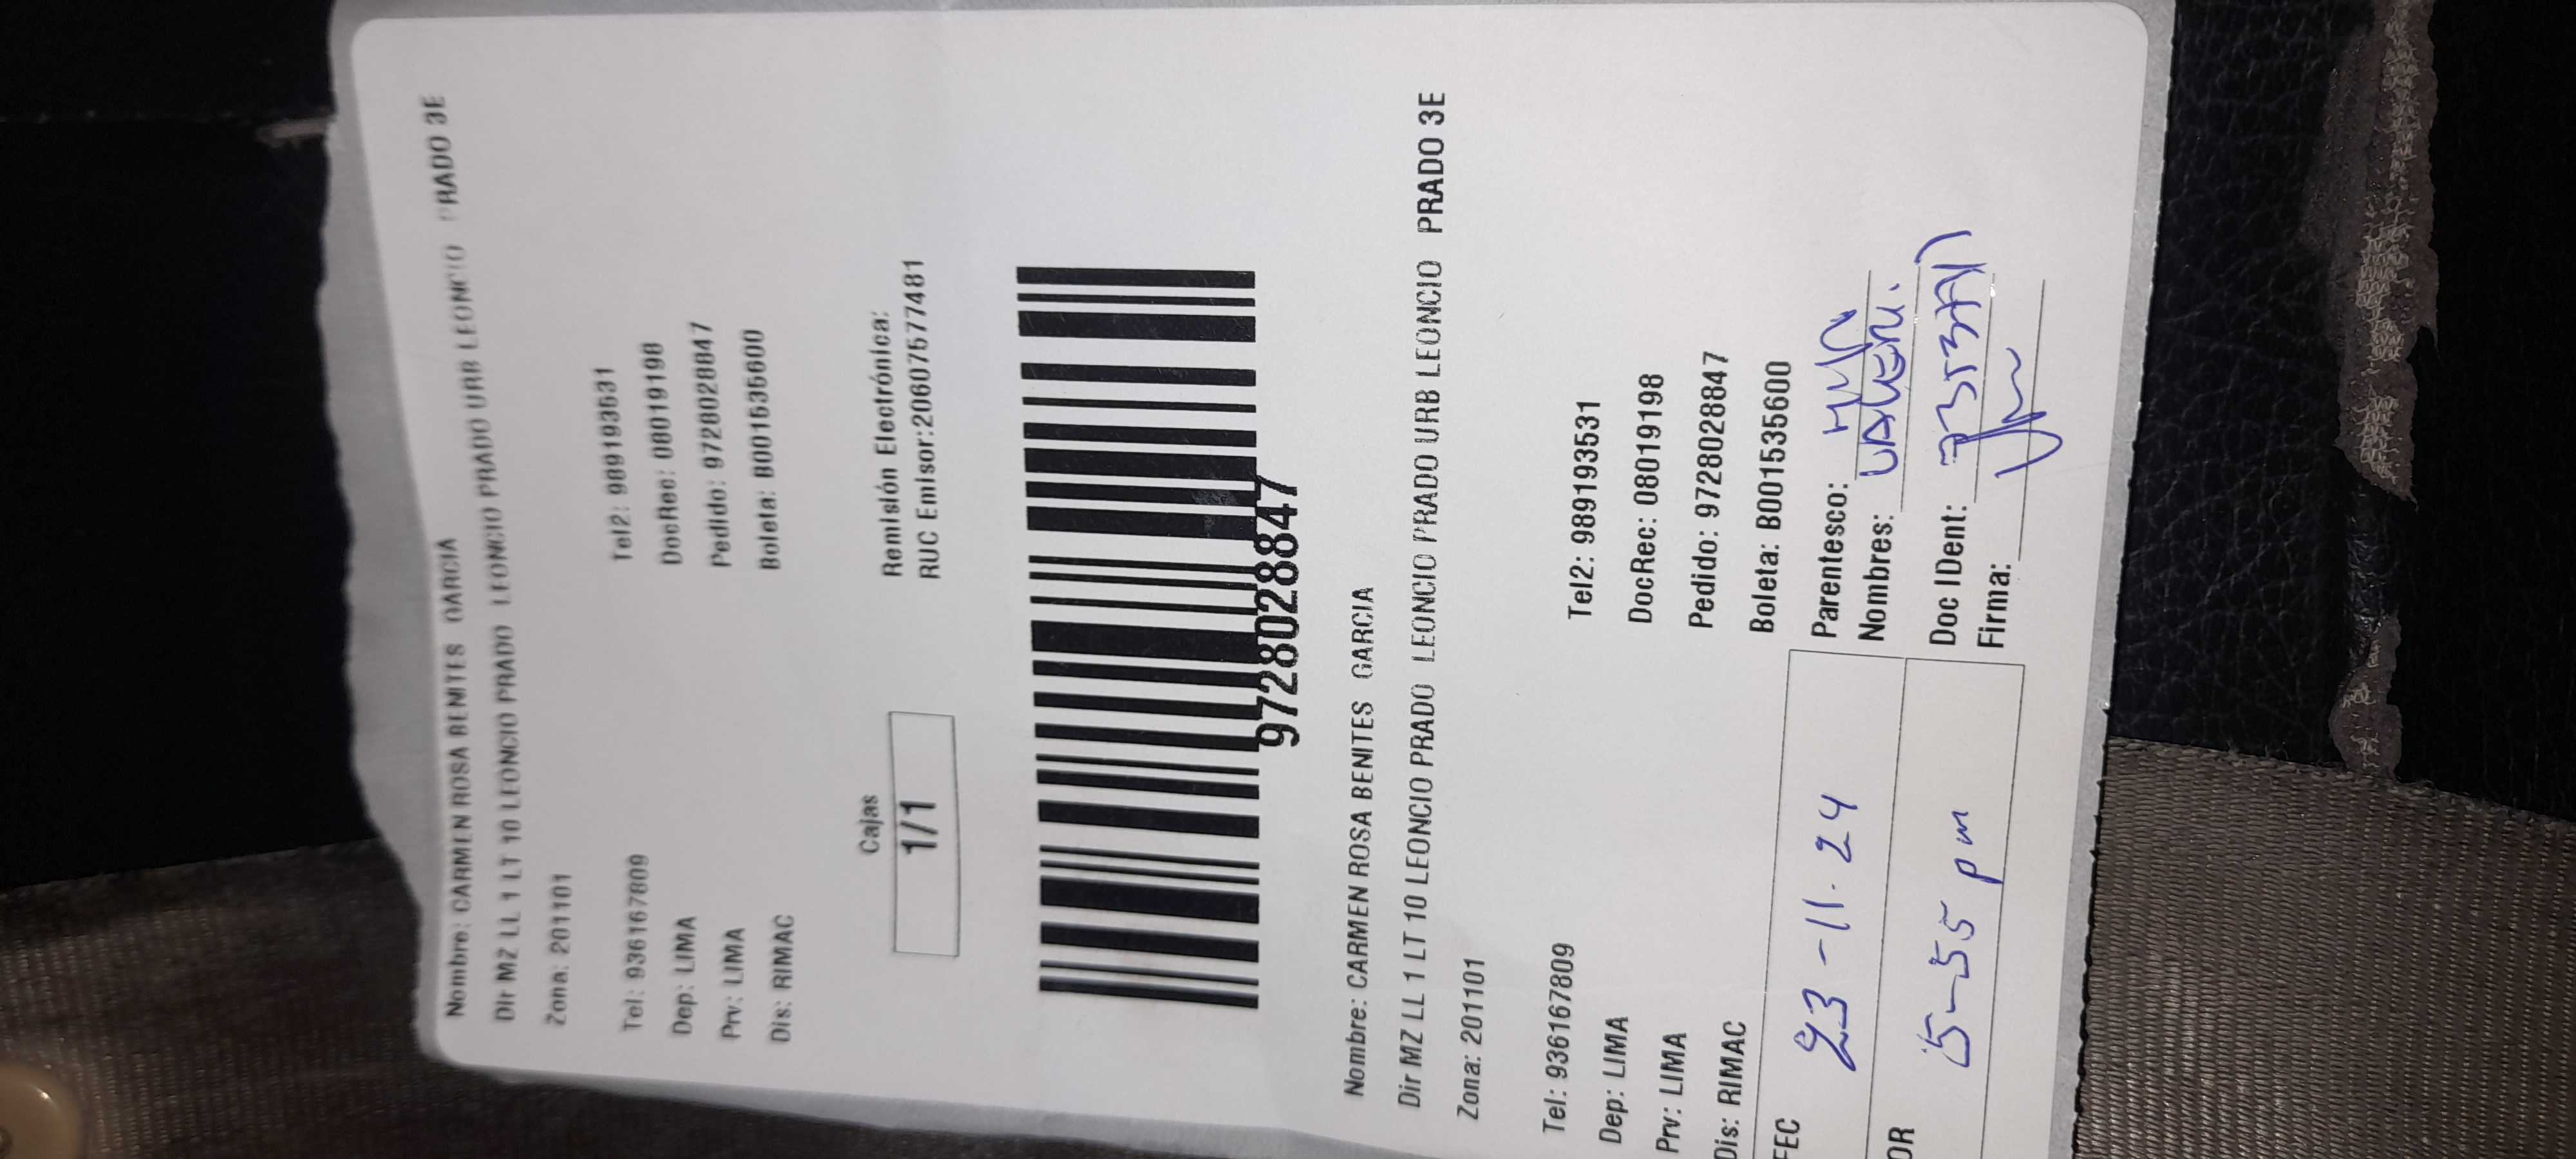 Nombre: CARMEN ROSA BENITES GARCIA
Dir MZ LL 1 LT 10 LEONCIO PRADO LEONCIO PRADO URB LEONCIO PRADO 3E
Zona: 201101
Tel: 936167809 Tel2: 989193531
Dep: LIMA DocRec: 08019198
Prv: LIMA Pedido: 97280028847
Dis: RIMAC Boleta: B001535600
Cajas Remisión Electrónica:
1/1 RUC Emisor:20607577481
97280028847
Nombre: CARMEN ROSA BENITES GARCIA
Dir MZ LL 1 LT 10 LEONCIO PRADO LEONCIO PRADO URB LEONCIO PRADO 3E
Zona: 201101
Tel: 936167809 Tel2: 989193531
Dep: LIMA DocRec: 08019198
Prv: LIMA Pedido: 97280028847
Dis: RIMAC Boleta: B001535600
FEC 23-11-24 Parentesco:
Nombres:
OR 5-55 pm Doc IDent:
Firma: